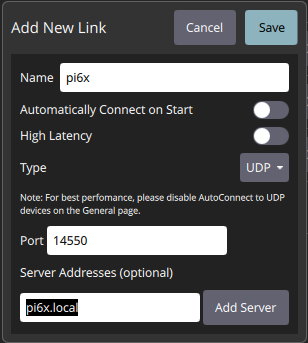 Add New Link
Cancel
Save
Name
pi6x
Automatically Connect on Start
High Latency
Type
UDP
Note: For best perfomance, please disable AutoConnect to UDP
devices on the General page.
Port
14550
Server Addresses (optional)
pi6x.local
Add Server